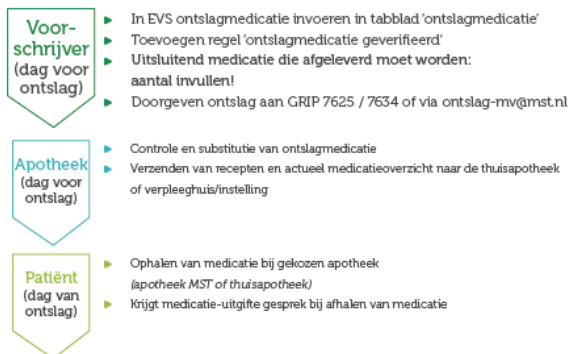 Voor-
schrijver
(dag voor
ontslag)
In EVS ontslagmedicatie invoeren in tabblad ‘ontslagmedicatie’
Toevoegen regel ‘ontslagmedicatie geverifieerd’
Uitsluitend medicatie die afgeleverd moet worden:
aantal invullen!
Doorgeven ontslag aan GRIP 7625 / 7634 of via ontslag-mv@mst.nl
Apotheek
(dag voor
ontslag)
Controle en substitutie van ontslagmedicatie
Verzenden van recepten en actueel medicatieoverzicht naar de thuisapotheek
of verpleeghuis/instelling
Patiënt
(dag van
ontslag)
Ophalen van medicatie bij gekozen apotheek
(apotheek MST of thuisapotheek)
Krijgt medicatie-uitgifte gesprek bij afhalen van medicatie